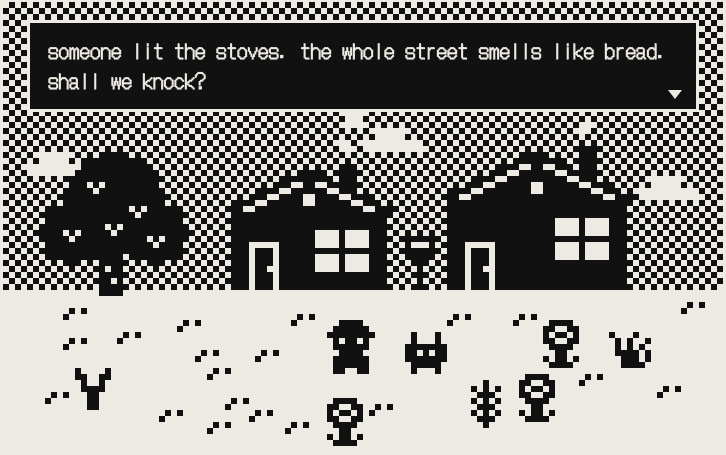 someone lit the stoves. the whole street smells like bread.
shall we knock?